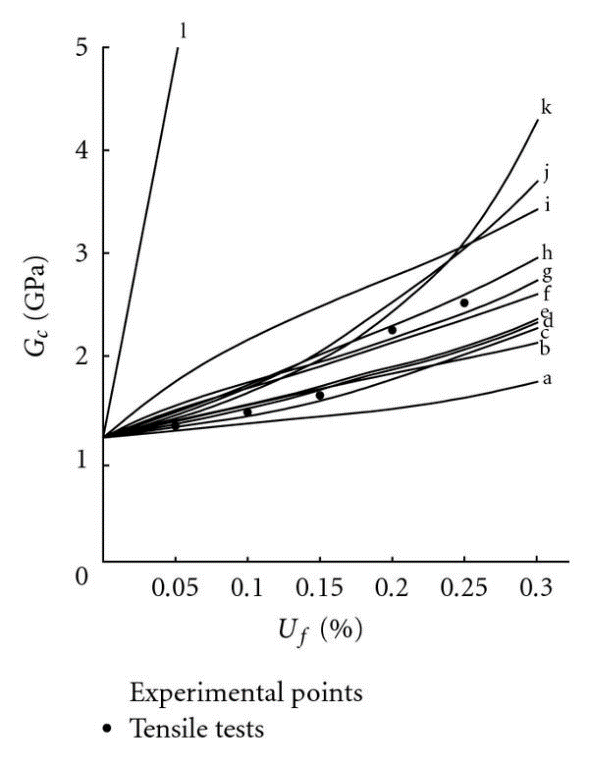 l
5
k
4
j
i
3
h
g
f
e
d
c
b
a
2
1
0
G_c (GPa)
0.05 0.1 0.15 0.2 0.25 0.3
U_f (%)
Experimental points
• Tensile tests